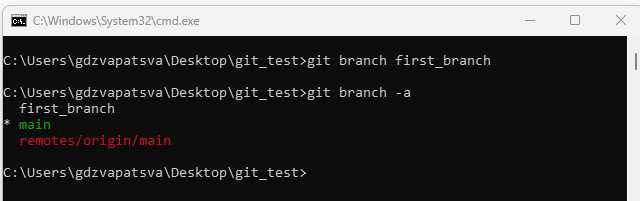 C:\Windows\System32\cmd.exe
C:\Users\gdzvapatsva\Desktop\git_test>git branch first_branch
C:\Users\gdzvapatsva\Desktop\git_test>git branch -a
first_branch
* main
remotes/origin/main
C:\Users\gdzvapatsva\Desktop\git_test>